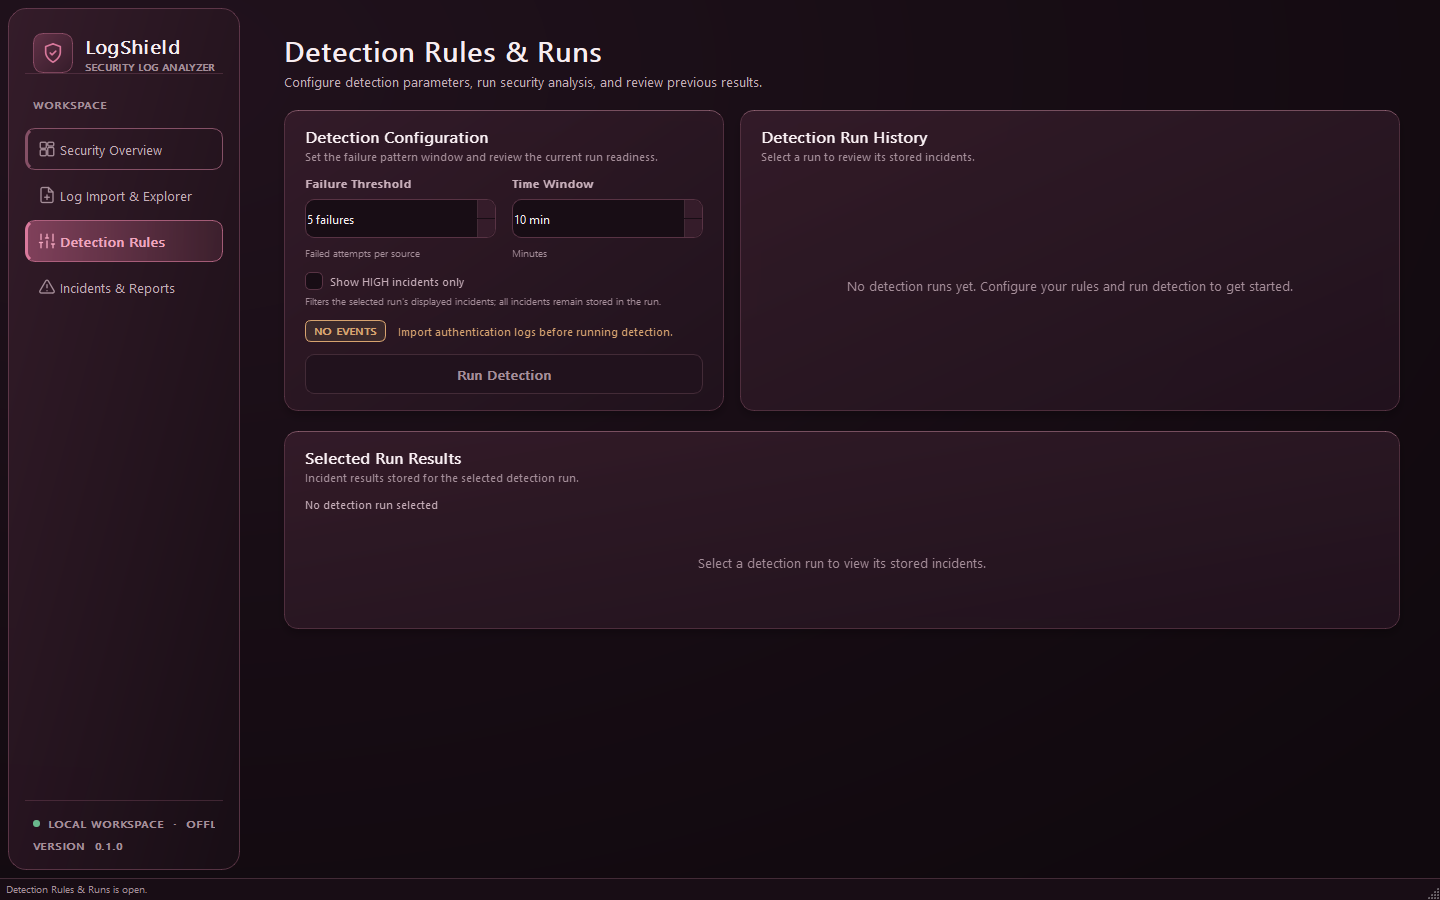 LogShield
SECURITY LOG ANALYZER
WORKSPACE
Security Overview
Log Import & Explorer
Detection Rules
Incidents & Reports
LOCAL WORKSPACE · OFFL
VERSION 0.1.0
Detection Rules & Runs
Configure detection parameters, run security analysis, and review previous results.
Detection Configuration
Set the failure pattern window and review the current run readiness.
Failure Threshold
Time Window
5 failures
10 min
Failed attempts per source
Minutes
Show HIGH incidents only
Filters the selected run's displayed incidents; all incidents remain stored in the run.
NO EVENTS
Import authentication logs before running detection.
Run Detection
Detection Run History
Select a run to review its stored incidents.
No detection runs yet. Configure your rules and run detection to get started.
Selected Run Results
Incident results stored for the selected detection run.
No detection run selected
Select a detection run to view its stored incidents.
Detection Rules & Runs is open.